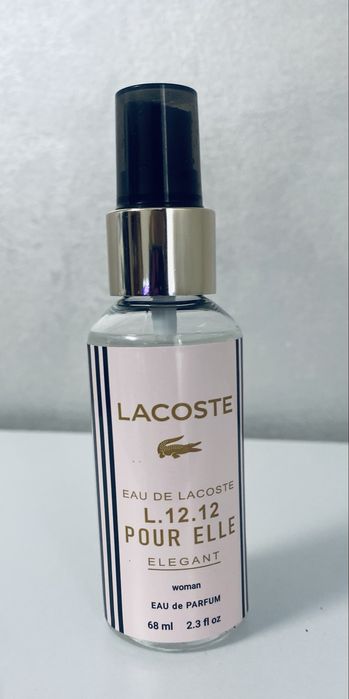 LACOSTE
EAU DE LACOSTE
L.12.12
POUR ELLE
ELEGANT
woman
EAU de PARFUM
68 ml 2.3 fl oz